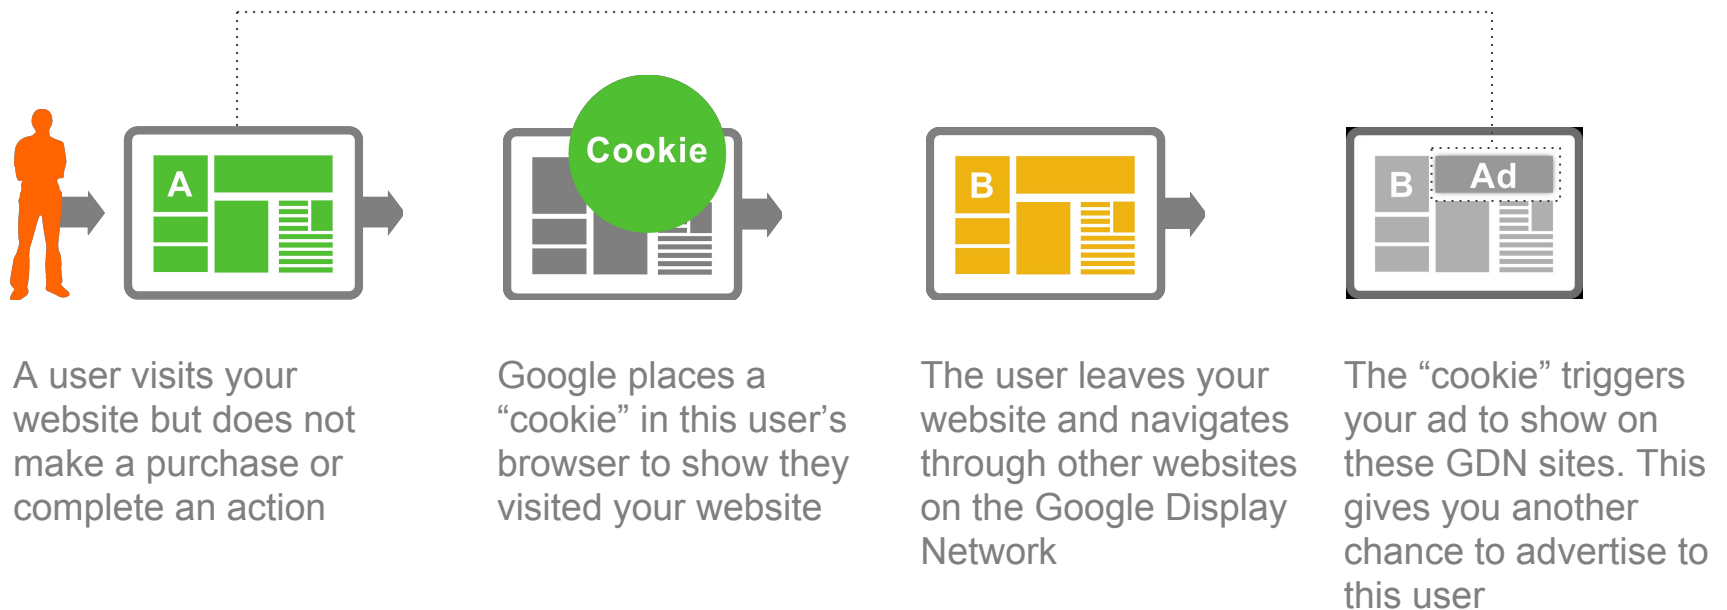 A
Cookie
B
B
Ad
A user visits your
website but does not
make a purchase or
complete an action
Google places a
“cookie” in this user’s
browser to show they
visited your website
The user leaves your
website and navigates
through other websites
on the Google Display
Network
The “cookie” triggers
your ad to show on
these GDN sites. This
gives you another
chance to advertise to
this user